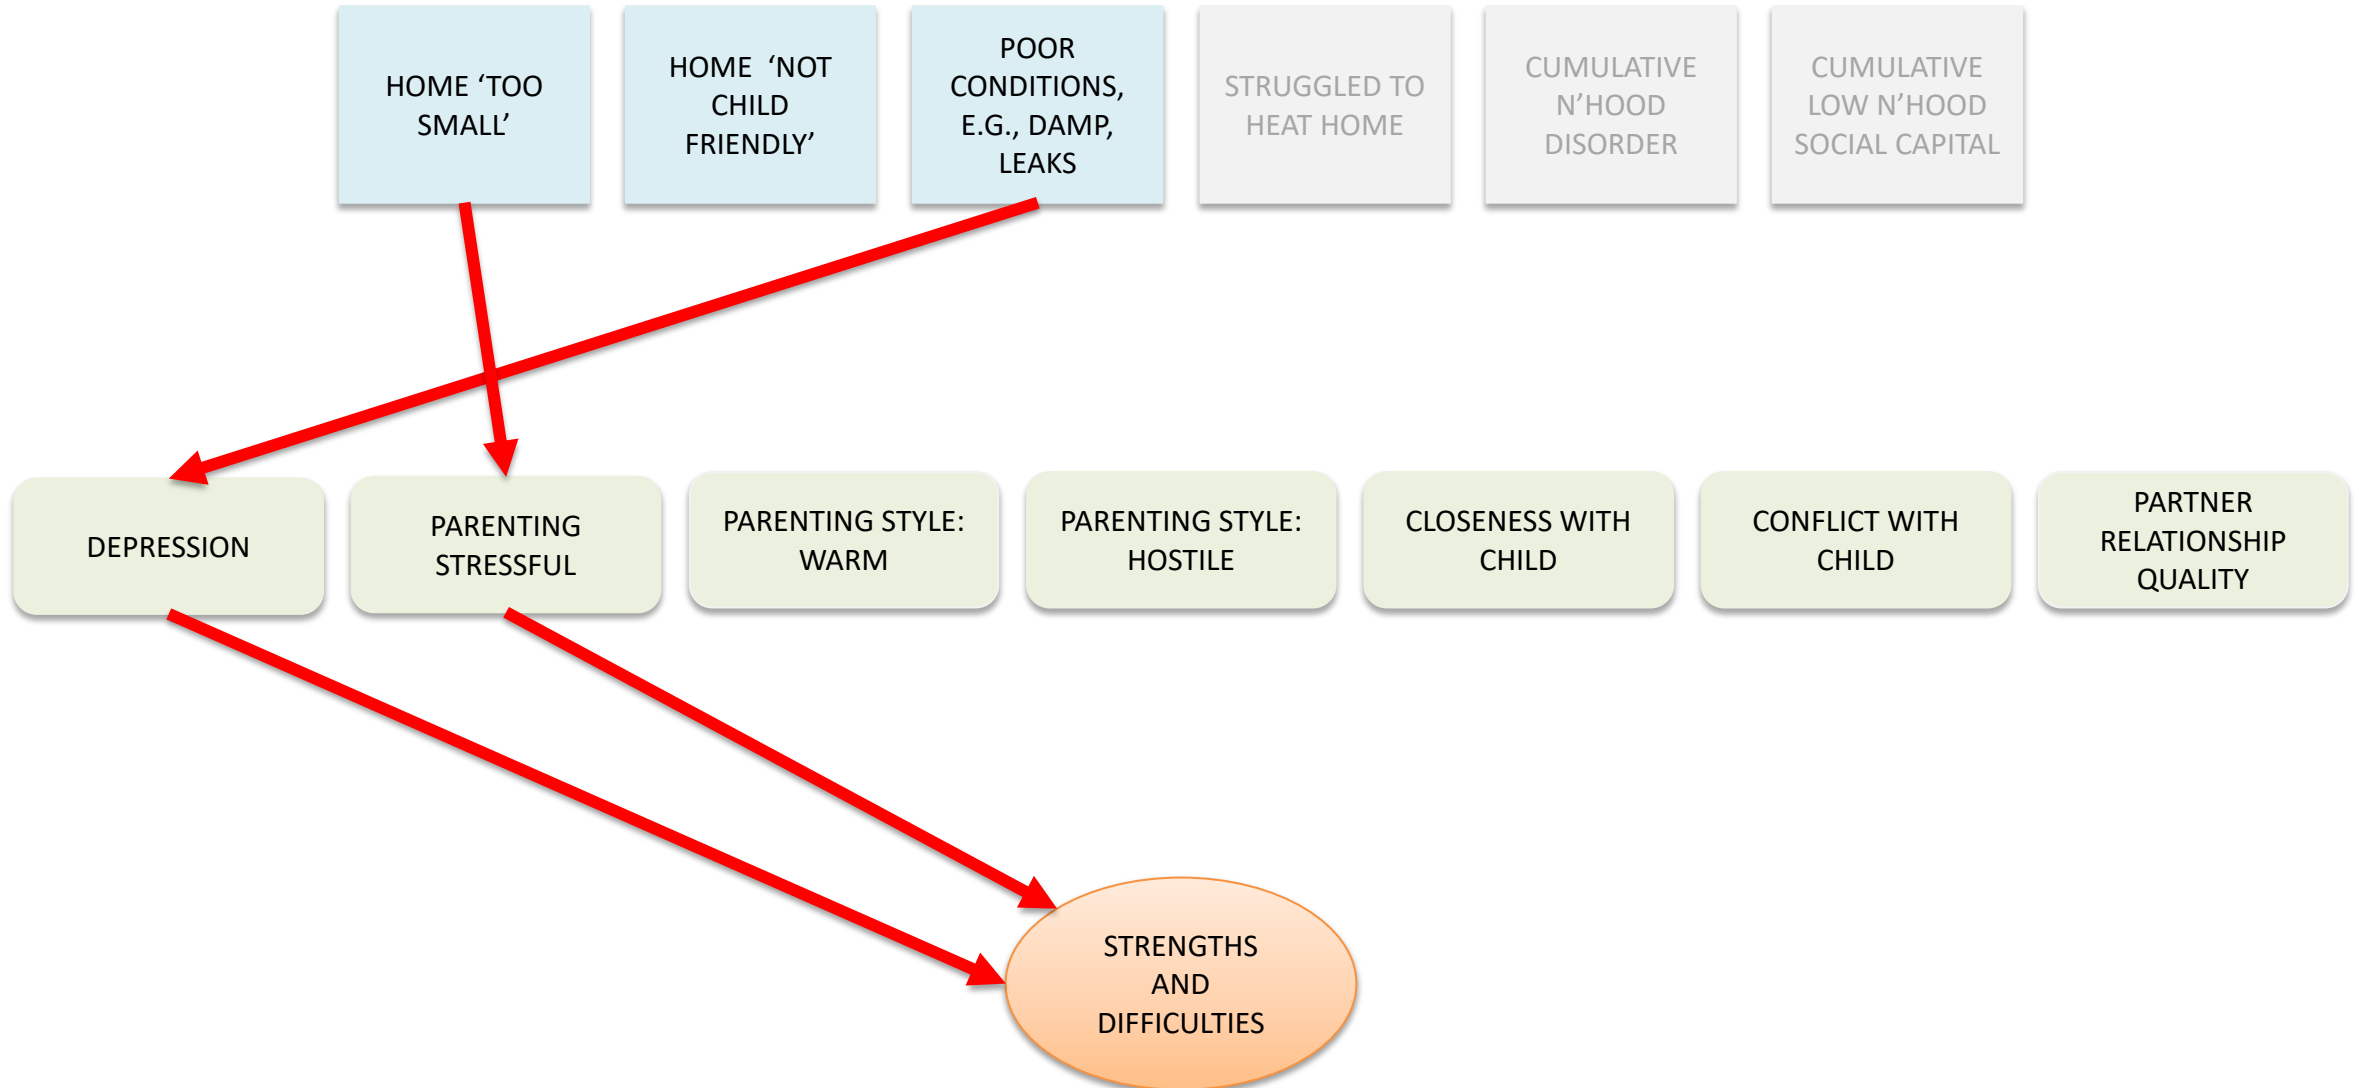 HOME ‘TOO
SMALL’
HOME ‘NOT
CHILD
FRIENDLY’
POOR
CONDITIONS,
E.G., DAMP,
LEAKS
STRUGGLED TO
HEAT HOME
CUMULATIVE
N’HOOD
DISORDER
CUMULATIVE
LOW N’HOOD
SOCIAL CAPITAL
DEPRESSION
PARENTING
STRESSFUL
PARENTING STYLE:
WARM
PARENTING STYLE:
HOSTILE
CLOSENESS WITH
CHILD
CONFLICT WITH
CHILD
PARTNER
RELATIONSHIP
QUALITY
STRENGTHS
AND
DIFFICULTIES